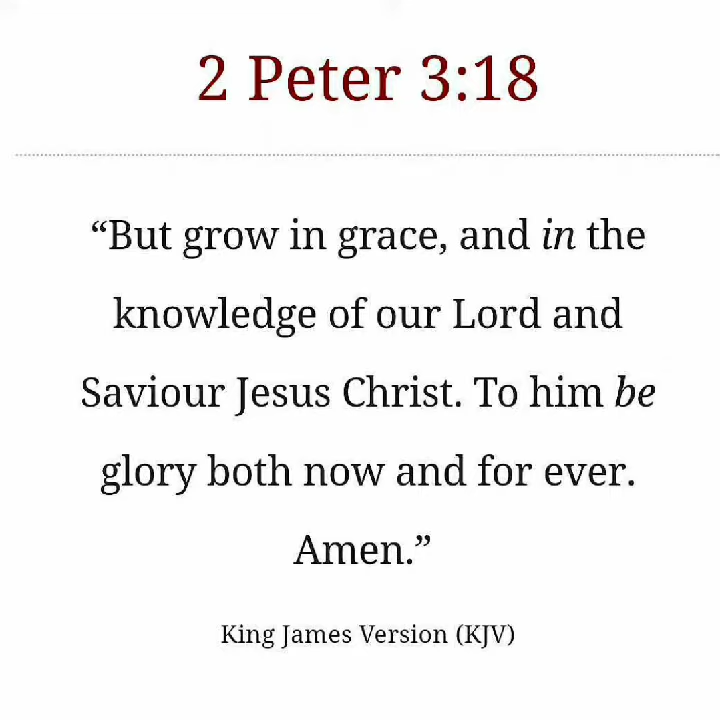 2 Peter 3:18
“But grow in grace, and in the
knowledge of our Lord and
Saviour Jesus Christ. To him be
glory both now and for ever.
Amen.”
King James Version (KJV)